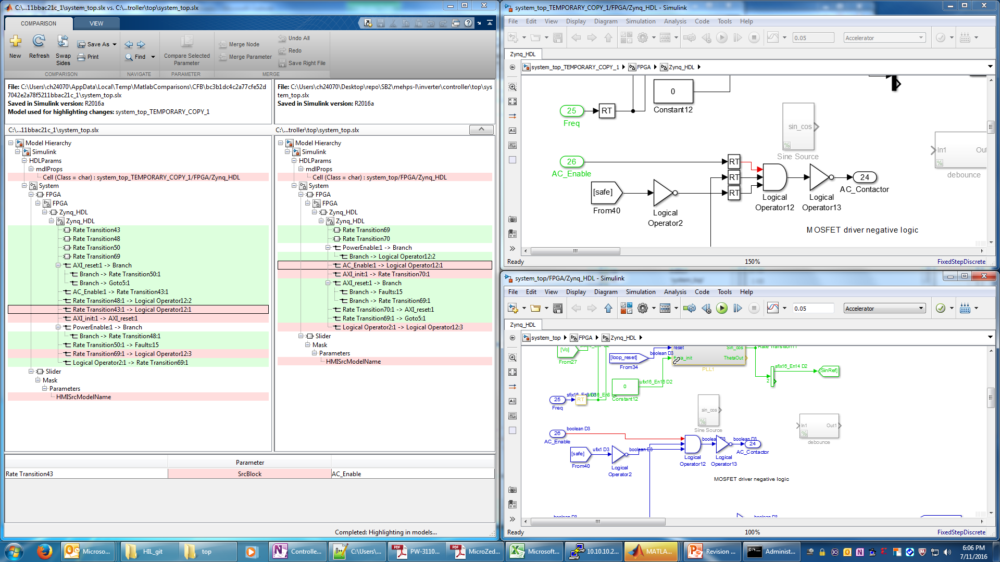 C:\...11bbac21c_1\system_top.slx vs. C:\...troller\top\system_top.slx
COMPARISON
VIEW
New
Refresh
Swap Sides
Save As
Print
Find
Compare Selected Parameter
Merge Node
Merge Parameter
Undo All
Redo
Save Right File
COMPARISON
NAVIGATE
PARAMETER
MERGE
File: C:\Users\ch24070\AppData\Local\Temp\MatlabComparisons\CFB\bc3b1dc4c2a77cfe52d
7042e2a78f5211bbac21c_1\system_top.slx
Saved in Simulink version: R2016a
Model used for highlighting changes: system_top_TEMPORARY_COPY_1
File: C:\Users\ch24070\Desktop\repo\SB2\mehps-I\inverter\controller\top\sys
tem_top.slx
Saved in Simulink version: R2016a
C:\...11bbac21c_1\system_top.slx
C:\...troller\top\system_top.slx
Model Hierarchy
Simulink
HDLParams
mdlProps
Cell (Class = char) : system_top_TEMPORARY_COPY_1/FPGA/Zynq_HDL
System
FPGA
FPGA
Zynq_HDL
Zynq_HDL
Rate Transition43
Rate Transition48
Rate Transition50
Rate Transition69
AXI_reset:1 -> Branch
Branch -> Rate Transition50:1
Branch -> Goto5:1
AC_Enable:1 -> Rate Transition43:1
Rate Transition48:1 -> Logical Operator12:2
Rate Transition43:1 -> Logical Operator12:1
AXI_init:1 -> AXI_reset:1
PowerEnable:1 -> Branch
Branch -> Rate Transition48:1
Rate Transition50:1 -> Faults:15
Rate Transition69:1 -> Logical Operator12:3
Logical Operator2:1 -> Rate Transition69:1
Slider
Mask
Parameters
HMISrcModelName
Model Hierarchy
Simulink
HDLParams
mdlProps
Cell (Class = char) : system_top/FPGA/Zynq_HDL
System
FPGA
FPGA
Zynq_HDL
Zynq_HDL
Rate Transition69
Rate Transition70
PowerEnable:1 -> Branch
Branch -> Logical Operator12:2
AC_Enable:1 -> Logical Operator12:1
AXI_init:1 -> Rate Transition70:1
AXI_reset:1 -> Branch
Branch -> Faults:15
Branch -> Rate Transition69:1
Rate Transition70:1 -> AXI_reset:1
Rate Transition69:1 -> Goto5:1
Logical Operator2:1 -> Logical Operator12:3
Slider
Mask
Parameters
HMISrcModelName
Parameter
Rate Transition43 SrcBlock AC_Enable
Completed: Highlighting in models...
system_top_TEMPORARY_COPY_1/FPGA/Zynq_HDL - Simulink
File Edit View Display Diagram Simulation Analysis Code Tools Help
0.05 Accelerator
Zynq_HDL
system_top_TEMPORARY_COPY_1 FPGA Zynq_HDL
0
Constant12
25
RT
Freq
sin_cos
Sine Source
In1 Out
debounce
26
AC_Enable
RT
RT
RT
[safe]
From40
Logical
Operator2
Logical
Operator12
Logical
Operator13
24
AC_Contactor
MOSFET driver negative logic
Ready 150% FixedStepDiscrete
system_top/FPGA/Zynq_HDL - Simulink
File Edit View Display Diagram Simulation Analysis Code Tools Help
0.05 Accelerator
Zynq_HDL
system_top FPGA Zynq_HDL
[Vc]
From27
[loop_reset]
boolean D3
From34
reset
Sin_cos
ThetaOut
PLL1
sfix16_En14 D2
[SinRef]
2
0
ufix16_En16 D2
Constant12
25
RT
Freq
sin_cos
Sine Source
In1 Out1
debounce
26
boolean D3
AC_Enable
[safe]
ufix1 D3
From40
Logical
Operator2
Logical
Operator12
Logical
Operator13
24
AC_Contactor
MOSFET driver negative logic
boolean D3
boolean D3
Ready 100% FixedStepDiscrete
Microso...
HIL_git
top
Controlle...
C:\Users\...
PW-3110...
MicroZed...
Microsoft...
10.10.10.2...
MATLA...
Revision ...
Administ...
6:06 PM
7/11/2016